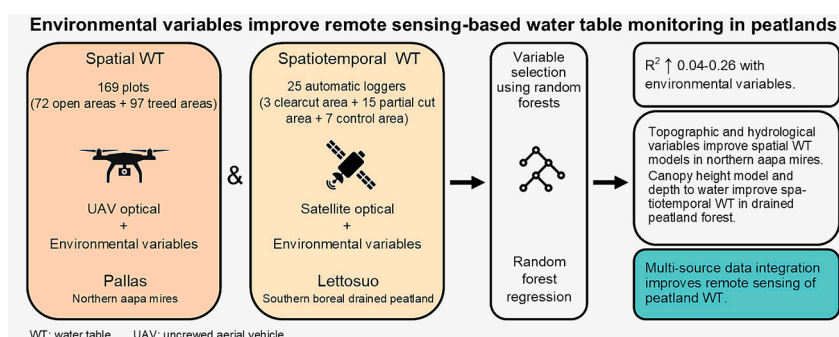 Environmental variables improve remote sensing-based water table monitoring in peatlands
Spatial WT
169 plots
(72 open areas + 97 treed areas)
UAV optical
+
Environmental variables
Pallas
Northern aapa mires
&
Spatiotemporal WT
25 automatic loggers
(3 clearcut area + 15 partial cut
area + 7 control area)
Satellite optical
+
Environmental variables
Lettosuo
Southern boreal drained peatland
Variable
selection
using random
forests
Random
forest
regression
R² ↑ 0.04-0.26 with
environmental variables.
Topographic and hydrological
variables improve spatial WT
models in northern aapa mires.
Canopy height model and
depth to water improve spa-
tiotemporal WT in drained
peatland forest.
Multi-source data integration
improves remote sensing of
peatland WT.
WT: water table UAV: uncrewed aerial vehicle